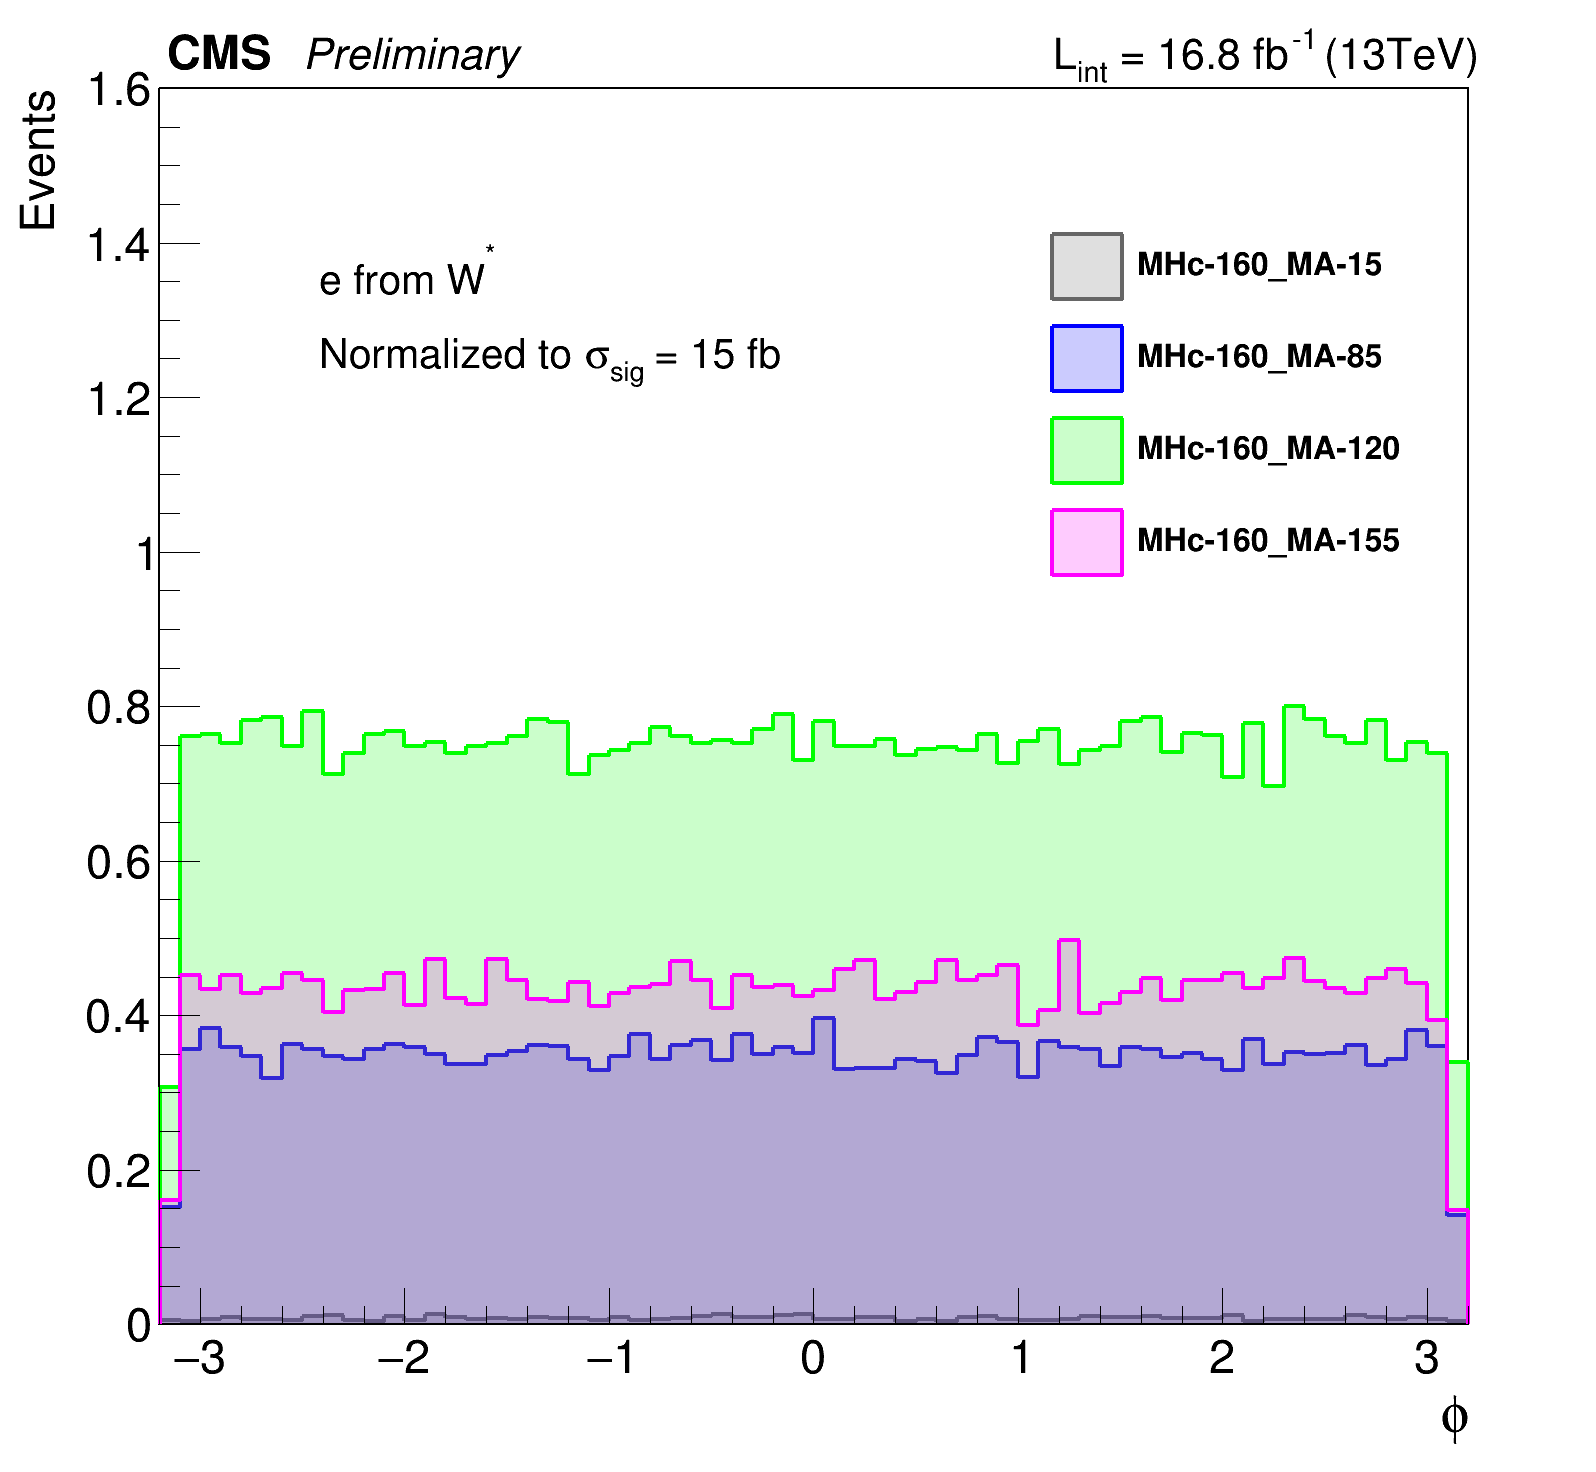 CMS Preliminary L_int = 16.8 fb^-1 (13TeV)
Events
1.6
1.4
1.2
1
0.8
0.6
0.4
0.2
0
e from W*
Normalized to σ_sig = 15 fb
MHc-160_MA-15
MHc-160_MA-85
MHc-160_MA-120
MHc-160_MA-155
−3 −2 −1 0 1 2 3
ϕ